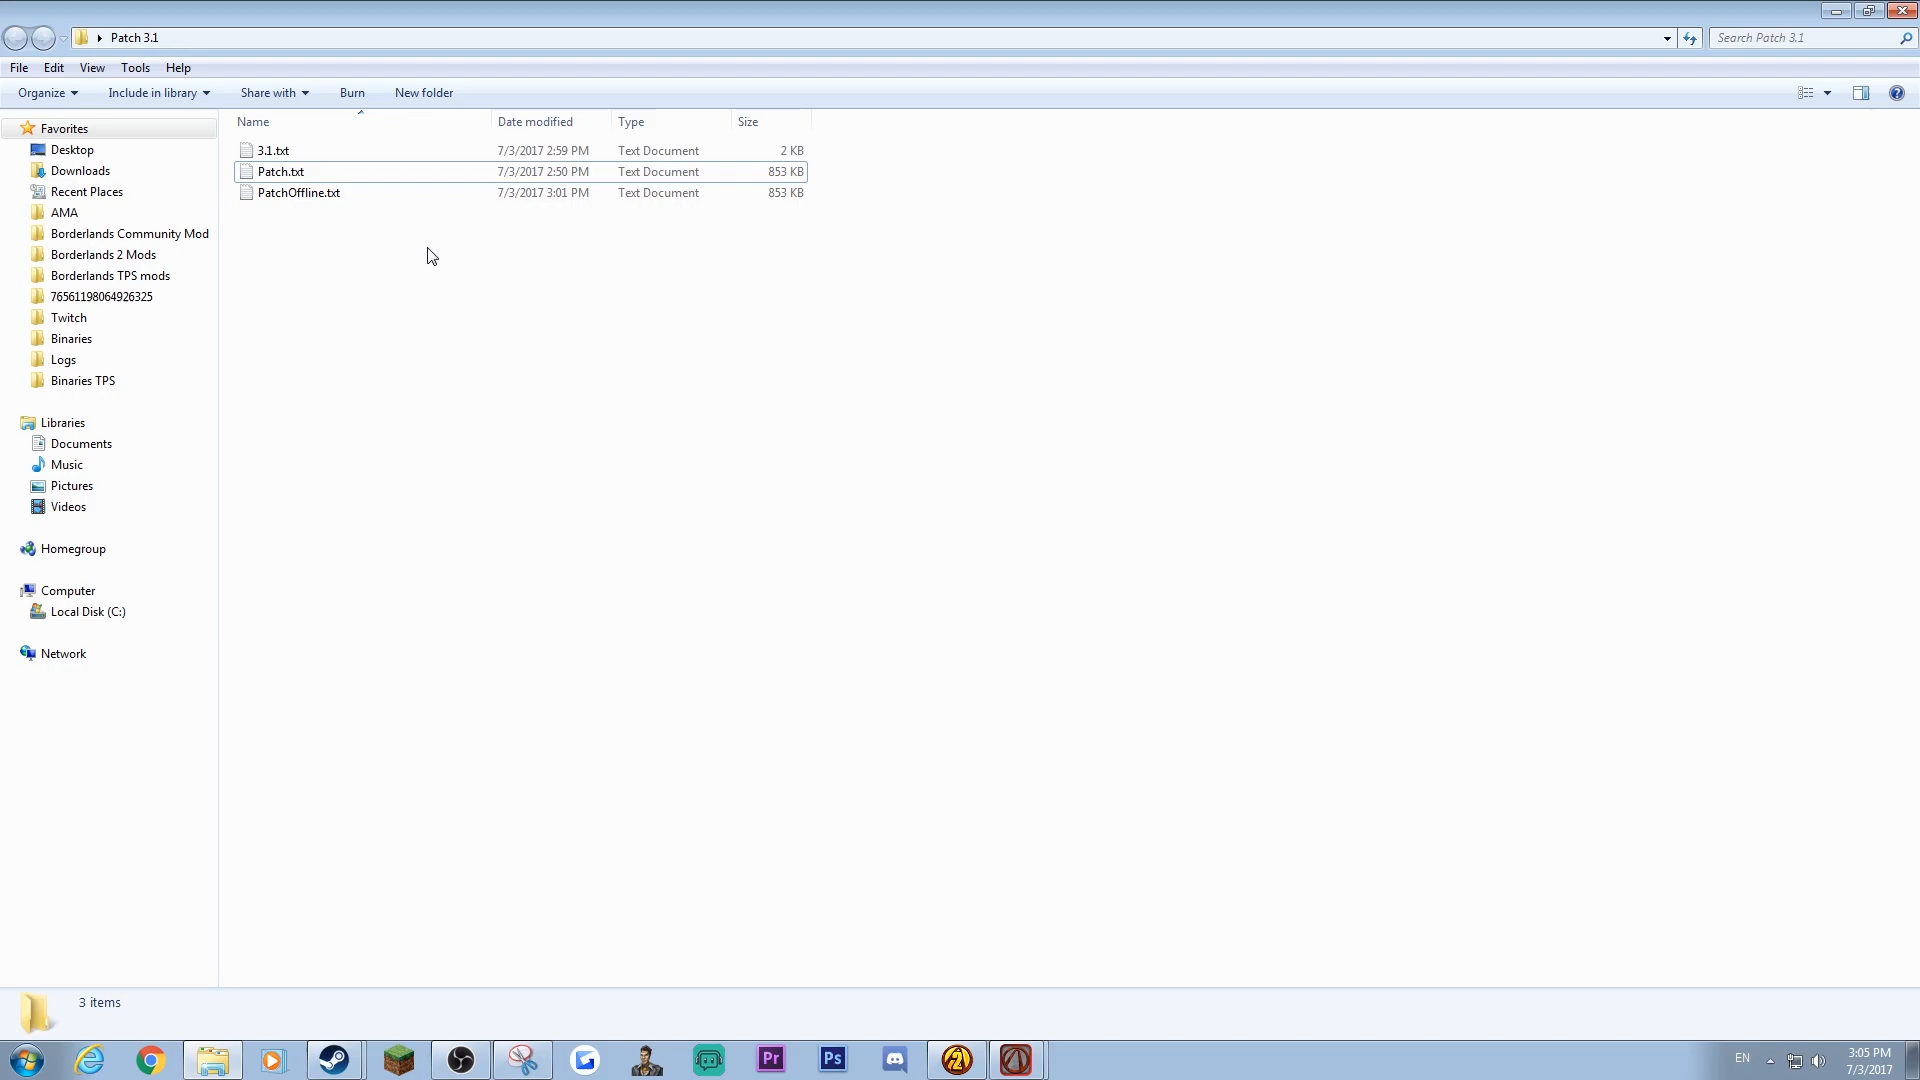 Patch 3.1
Search Patch 3.1
File Edit View Tools Help
Organize Include in library Share with Burn New folder
Name Date modified Type Size
3.1.txt 7/3/2017 2:59 PM Text Document 2 KB
Patch.txt 7/3/2017 2:50 PM Text Document 853 KB
PatchOffline.txt 7/3/2017 3:01 PM Text Document 853 KB
Favorites
Desktop
Downloads
Recent Places
AMA
Borderlands Community Mod
Borderlands 2 Mods
Borderlands TPS mods
76561198064926325
Twitch
Binaries
Logs
Binaries TPS
Libraries
Documents
Music
Pictures
Videos
Homegroup
Computer
Local Disk (C:)
Network
3 items
Pr
Ps
EN
3:05 PM
7/3/2017